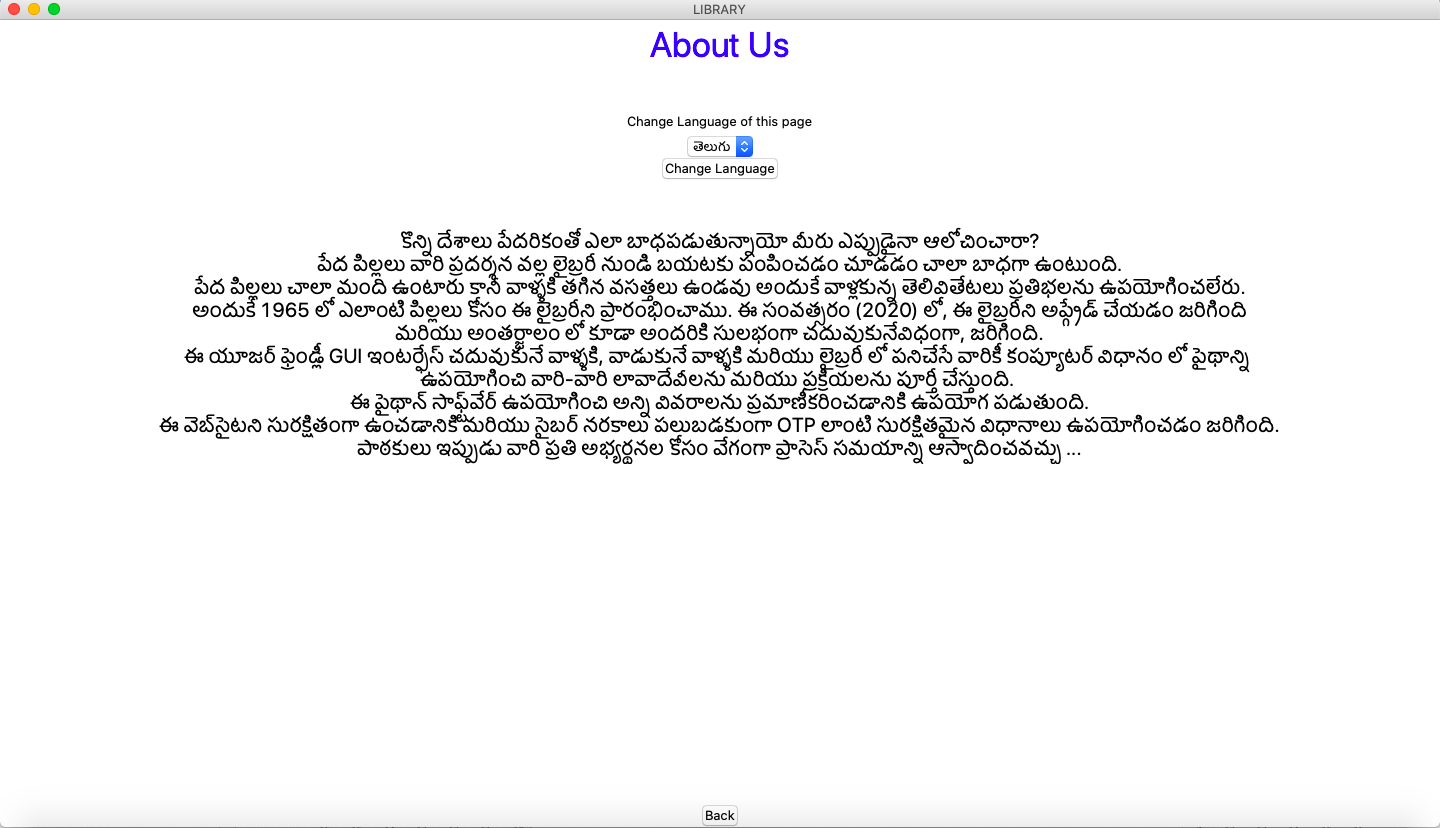 LIBRARY
About Us
Change Language of this page
తెలుగు
Change Language
కొన్ని దేశాలు పేదరికంతో ఎలా బాధపడుతున్నాయో మీరు ఎప్పుడైనా ఆలోచించారా?
పేద పిల్లలు వారి ప్రదర్శన వల్ల లైబ్రరీ నుండి బయటకు పంపించడం చూడడం చాలా బాధగా ఉంటుంది.
పేద పిల్లలు చాలా మంది ఉంటారు కానీ వాళ్ళకి తగిన వసత్తలు ఉండవు అందుకే వాళ్లకున్న తెలివితేటలు ప్రతిభలను ఉపయోగించలేరు.
అందుకే 1965 లో ఎలాంటి పిల్లలు కోసం ఈ లైబ్రరీని ప్రారంభించాము. ఈ సంవత్సరం (2020) లో, ఈ లైబ్రరీని అప్గ్రేడ్ చేయడం జరిగింది
మరియు అంతర్జాలం లో కూడా అందరికి సులభంగా చదువుకునేవిధంగా, జరిగింది.
ఈ యూజర్ ఫ్రెండ్లీ GUI ఇంటర్ఫేస్ చదువుకునే వాళ్ళకి, వాడుకునే వాళ్ళకి మరియు లైబ్రరీ లో పనిచేసే వారికీ కంప్యూటర్ విధానం లో పైథాన్ని
ఉపయోగించి వారి-వారి లావాదేవీలను మరియు ప్రక్రియలను పూర్తి చేస్తుంది.
ఈ పైథాన్ సాఫ్ట్‌వేర్ ఉపయోగించి అన్ని వివరాలను ప్రమాణికరించడానికి ఉపయోగ పడుతుంది.
ఈ వెబ్‌సైటని సురక్షితంగా ఉంచడానికి మరియు సైబర్ నరకాలు పలుబడకుంగా OTP లాంటి సురక్షితమైన విధానాలు ఉపయోగించడం జరిగింది.
పాఠకులు ఇప్పుడు వారి ప్రతి అభ్యర్థనల కోసం వేగంగా ప్రాసెస్ సమయాన్ని ఆస్వాదించవచ్చు ...
Back